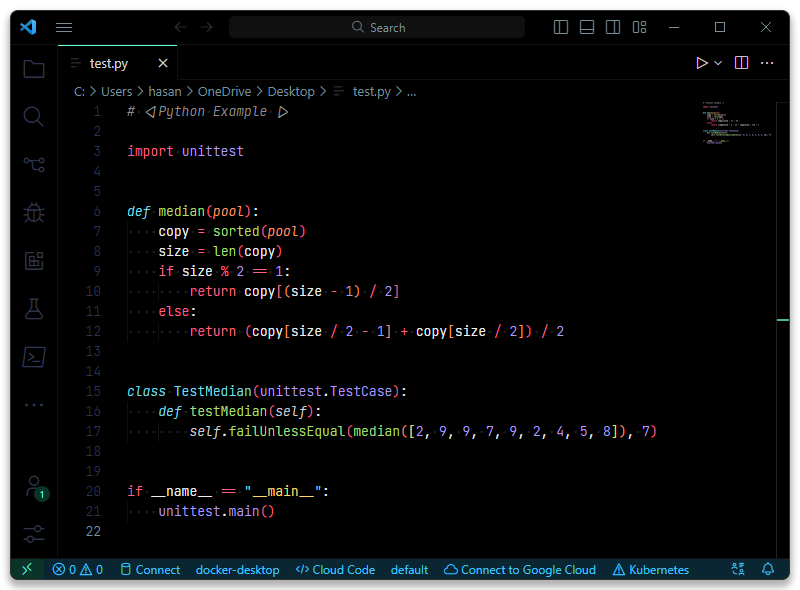 Search
test.py
C: > Users > hasan > OneDrive > Desktop > test.py > ...
1 # ◁Python Example ▷
2
3 import unittest
4
5
6 def median(pool):
7     copy = sorted(pool)
8     size = len(copy)
9     if size % 2 == 1:
10         return copy[(size - 1) / 2]
11     else:
12         return (copy[size / 2 - 1] + copy[size / 2]) / 2
13
14
15 class TestMedian(unittest.TestCase):
16     def testMedian(self):
17         self.failUnlessEqual(median([2, 9, 9, 7, 9, 2, 4, 5, 8]), 7)
18
19
20 if __name__ == "__main__":
21     unittest.main()
22
1
0 0 Connect docker-desktop </> Cloud Code default Connect to Google Cloud Kubernetes